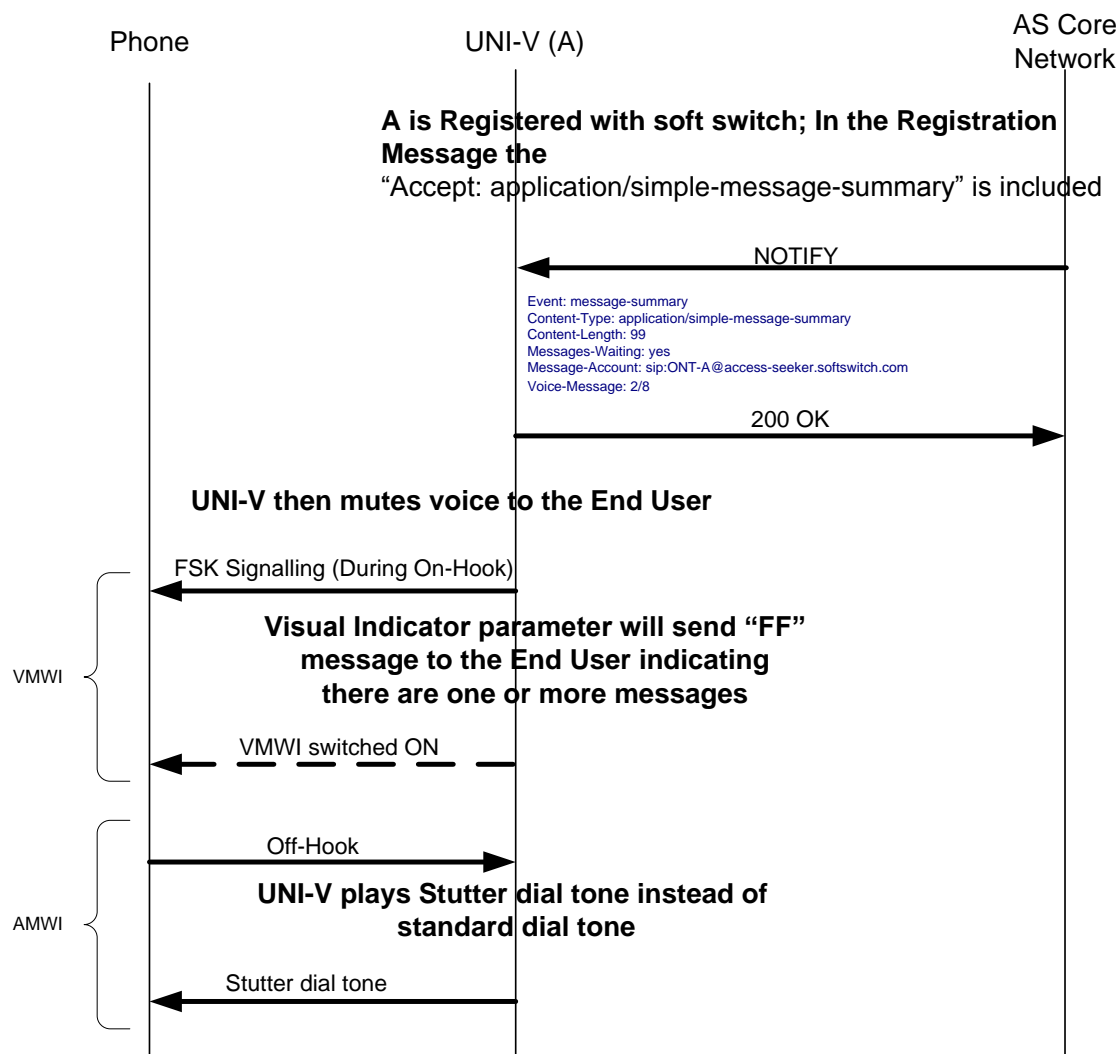 Phone
UNI-V (A)
AS Core
Network
A is Registered with soft switch; In the Registration
Message the
“Accept: application/simple-message-summary” is included
NOTIFY
Event: message-summary
Content-Type: application/simple-message-summary
Content-Length: 99
Messages-Waiting: yes
Message-Account: sip:ONT-A@access-seeker.softswitch.com
Voice-Message: 2/8
200 OK
UNI-V then mutes voice to the End User
FSK Signalling (During On-Hook)
Visual Indicator parameter will send “FF”
message to the End User indicating
there are one or more messages
VMWI
VMWI switched ON
Off-Hook
UNI-V plays Stutter dial tone instead of
standard dial tone
AMWI
Stutter dial tone